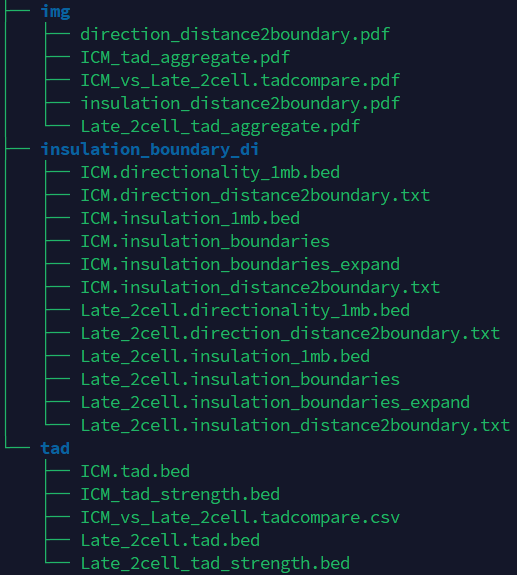 img
direction_distance2boundary.pdf
ICM_tad_aggregate.pdf
ICM_vs_Late_2cell.tadcompare.pdf
insulation_distance2boundary.pdf
Late_2cell_tad_aggregate.pdf
insulation_boundary_di
ICM.directionality_1mb.bed
ICM.direction_distance2boundary.txt
ICM.insulation_1mb.bed
ICM.insulation_boundaries
ICM.insulation_boundaries_expand
ICM.insulation_distance2boundary.txt
Late_2cell.directionality_1mb.bed
Late_2cell.direction_distance2boundary.txt
Late_2cell.insulation_1mb.bed
Late_2cell.insulation_boundaries
Late_2cell.insulation_boundaries_expand
Late_2cell.insulation_distance2boundary.txt
tad
ICM.tad.bed
ICM_tad_strength.bed
ICM_vs_Late_2cell.tadcompare.csv
Late_2cell.tad.bed
Late_2cell_tad_strength.bed